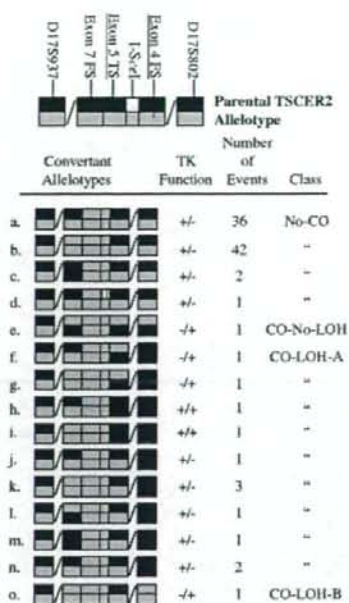 D17S937
Exon 7 FS
Exon 5 TS
I-SceI
Exon 4 FS
D17S802
Parental TSCER2
Allelotype
Convertant
Allelotypes
TK
Function
Number
of
Events
Class
a. +/- 36 No-CO
b. +/- 42 "
c. +/- 2 "
d. +/- 1 "
e. -/+ 1 CO-No-LOH
f. -/+ 1 CO-LOH-A
g. -/+ 1 "
h. +/+ 1 "
i. +/+ 1 "
j. +/- 1 "
k. +/- 3 "
l. +/- 1 "
m. +/- 1 "
n. +/- 2 "
o. -/+ 1 CO-LOH-B